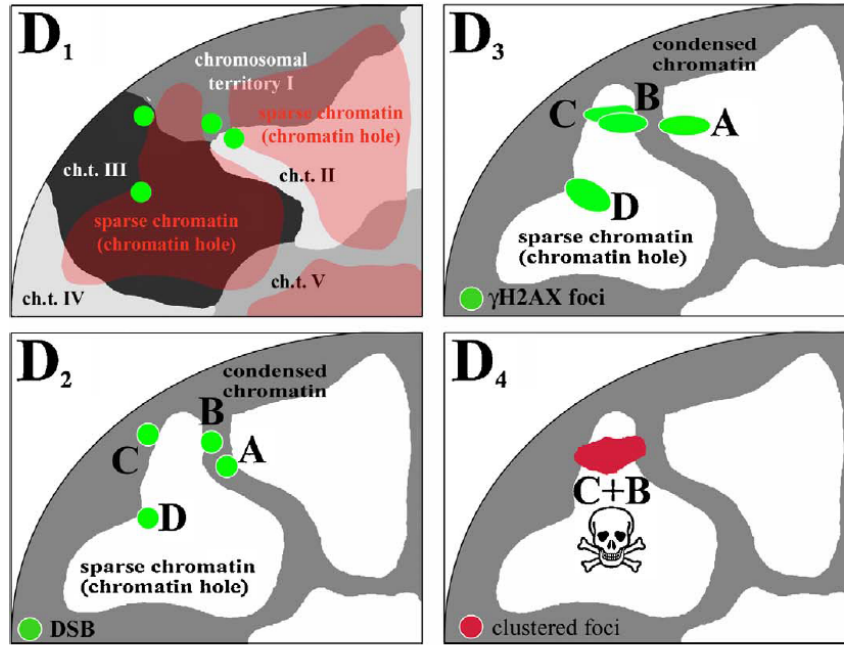 D1
chromosomal
territory I
sparse chromatin
(chromatin hole)
ch.t. III
ch.t. II
sparse chromatin
(chromatin hole)
ch.t. V
ch.t. IV
D3
condensed
chromatin
C
B
A
D
sparse chromatin
(chromatin hole)
γH2AX foci
D2
condensed
chromatin
B
C
A
D
sparse chromatin
(chromatin hole)
DSB
D4
C+B
clustered foci